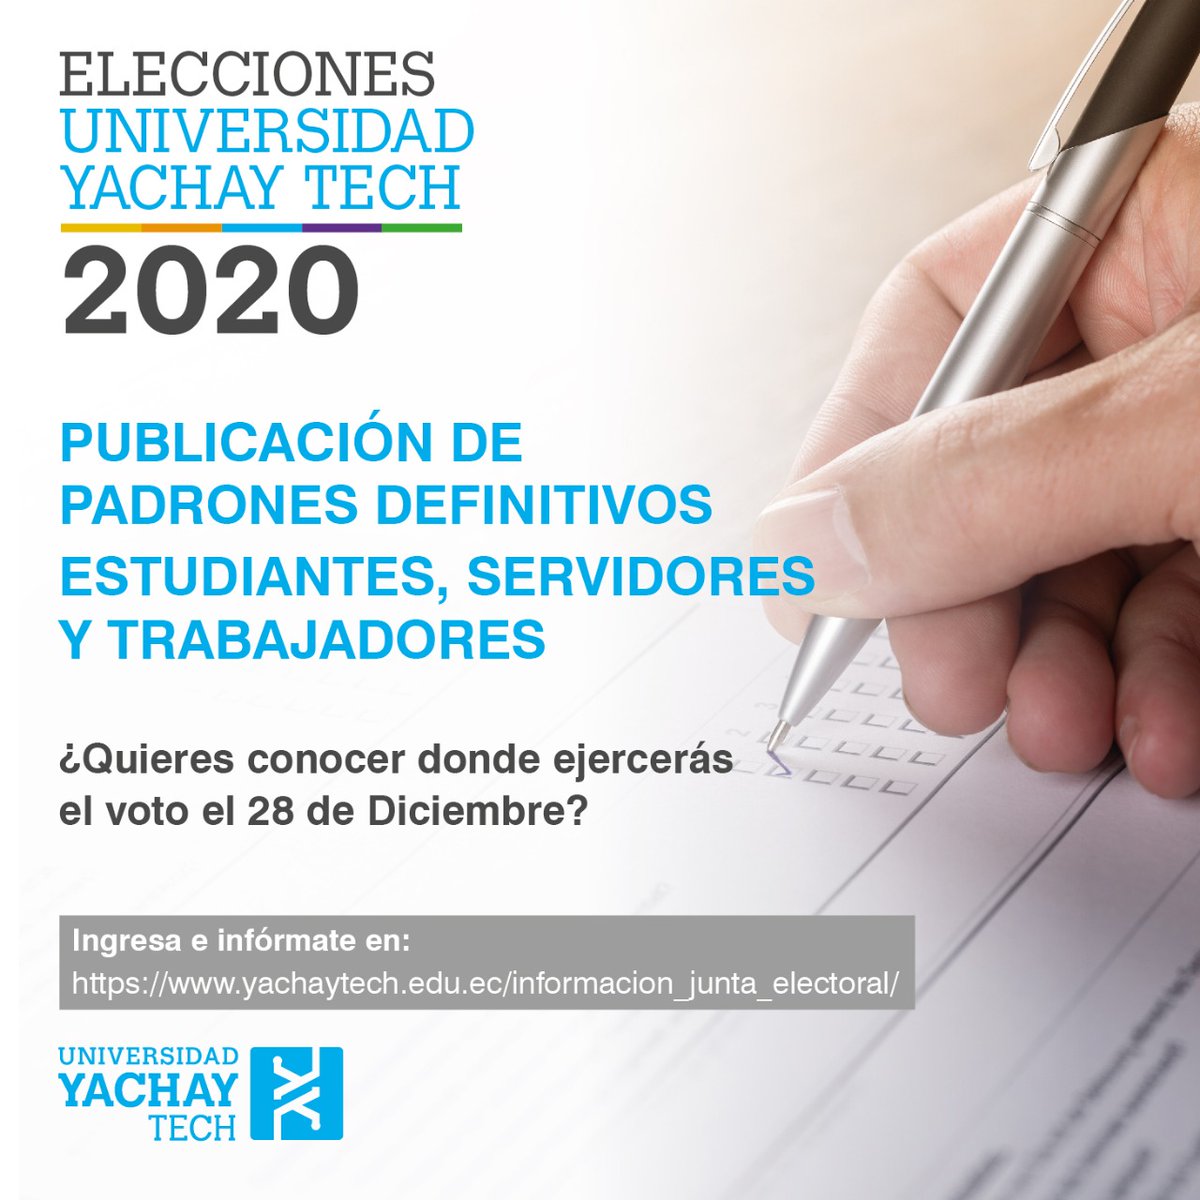 ELECCIONES
UNIVERSIDAD
YACHAY TECH
2020
PUBLICACIÓN DE
PADRONES DEFINITIVOS
ESTUDIANTES, SERVIDORES
Y TRABAJADORES
¿Quieres conocer donde ejercerás
el voto el 28 de Diciembre?
Ingresa e infórmate en:
https://www.yachaytech.edu.ec/informacion_junta_electoral/
UNIVERSIDAD
YACHAY
TECH